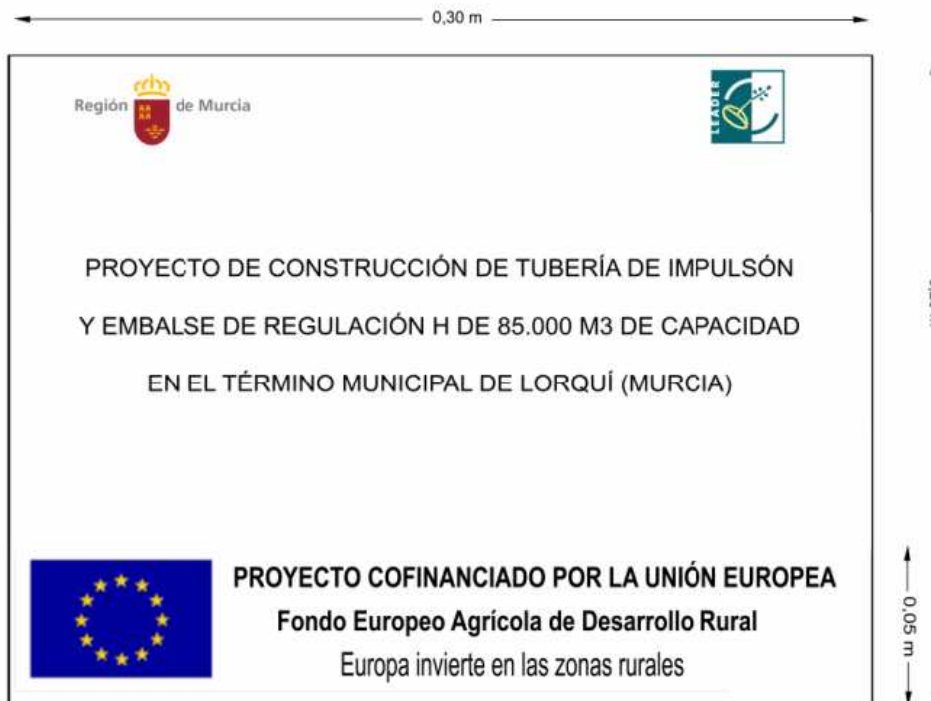 0,30 m
Región de Murcia
LEADER
PROYECTO DE CONSTRUCCIÓN DE TUBERÍA DE IMPULSÓN
Y EMBALSE DE REGULACIÓN H DE 85.000 M3 DE CAPACIDAD
EN EL TÉRMINO MUNICIPAL DE LORQUÍ (MURCIA)
PROYECTO COFINANCIADO POR LA UNIÓN EUROPEA
Fondo Europeo Agrícola de Desarrollo Rural
Europa invierte en las zonas rurales
0,05 m